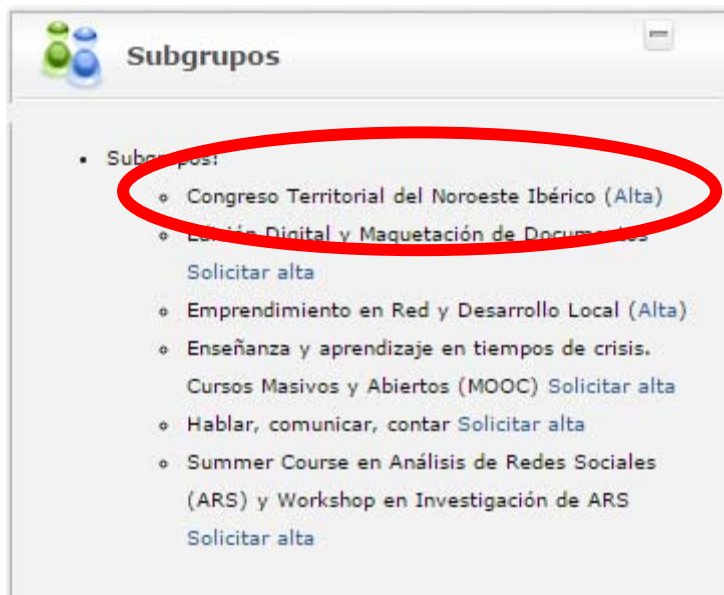 Subgrupos
Subgrupos:
Congreso Territorial del Noroeste Ibérico (Alta)
Edición Digital y Maquetación de Documentos
Solicitar alta
Emprendimiento en Red y Desarrollo Local (Alta)
Enseñanza y aprendizaje en tiempos de crisis.
Cursos Masivos y Abiertos (MOOC) Solicitar alta
Hablar, comunicar, contar Solicitar alta
Summer Course en Análisis de Redes Sociales
(ARS) y Workshop en Investigación de ARS
Solicitar alta